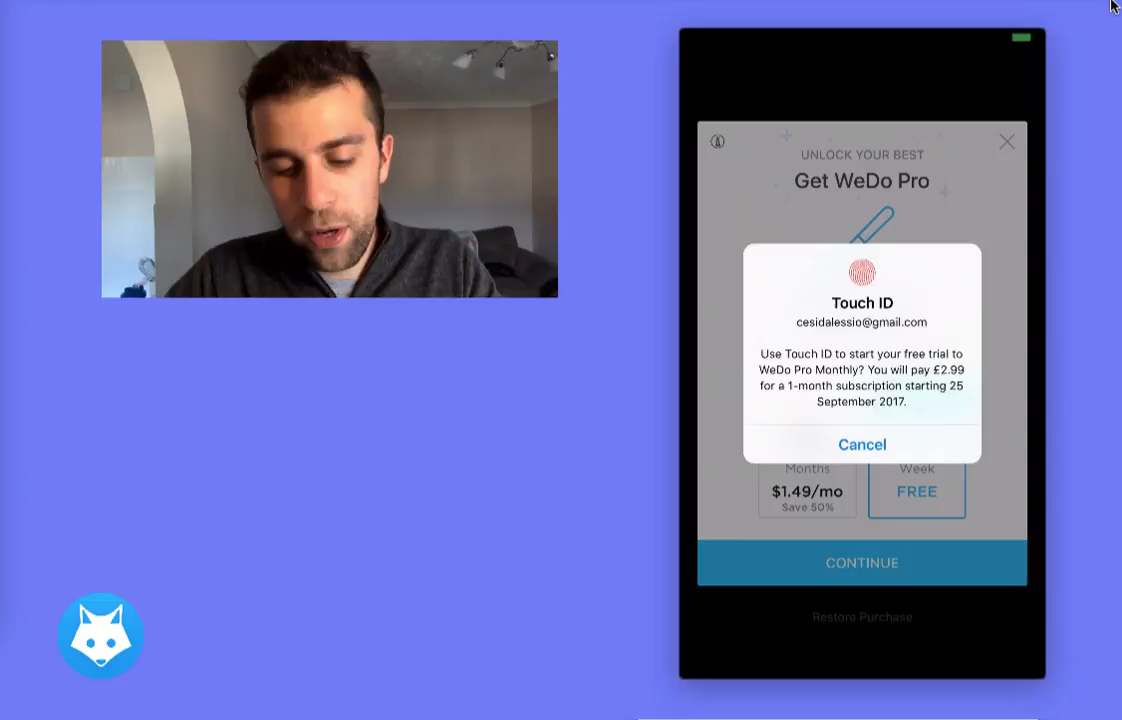 UNLOCK YOUR BEST
Get WeDo Pro
Touch ID
cesidalessio@gmail.com
Use Touch ID to start your free trial to
WeDo Pro Monthly? You will pay £2.99
for a 1-month subscription starting 25
September 2017.
Cancel
Months
$1.49/mo
Save 50%
Week
FREE
CONTINUE
Restore Purchase